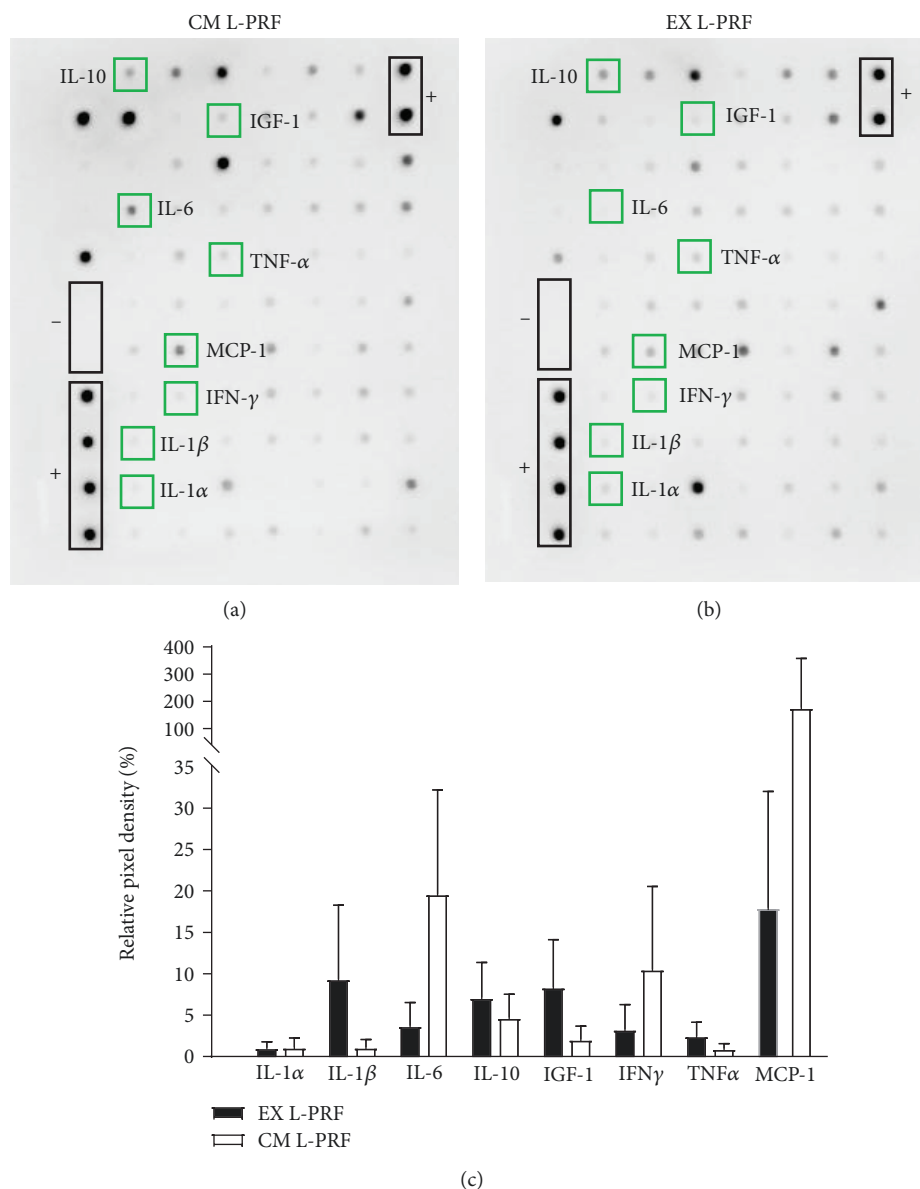 CM L-PRF
EX L-PRF
IL-10
+
IGF-1
IL-6
TNF-α
−
MCP-1
IFN-γ
IL-1β
+
IL-1α
IL-10
+
IGF-1
IL-6
TNF-α
−
MCP-1
IFN-γ
IL-1β
+
IL-1α
(a)
(b)
Relative pixel density (%)
400
300
200
100
35
30
25
20
15
10
5
0
IL-1α IL-1β IL-6 IL-10 IGF-1 IFNγ TNFα MCP-1
EX L-PRF
CM L-PRF
(c)